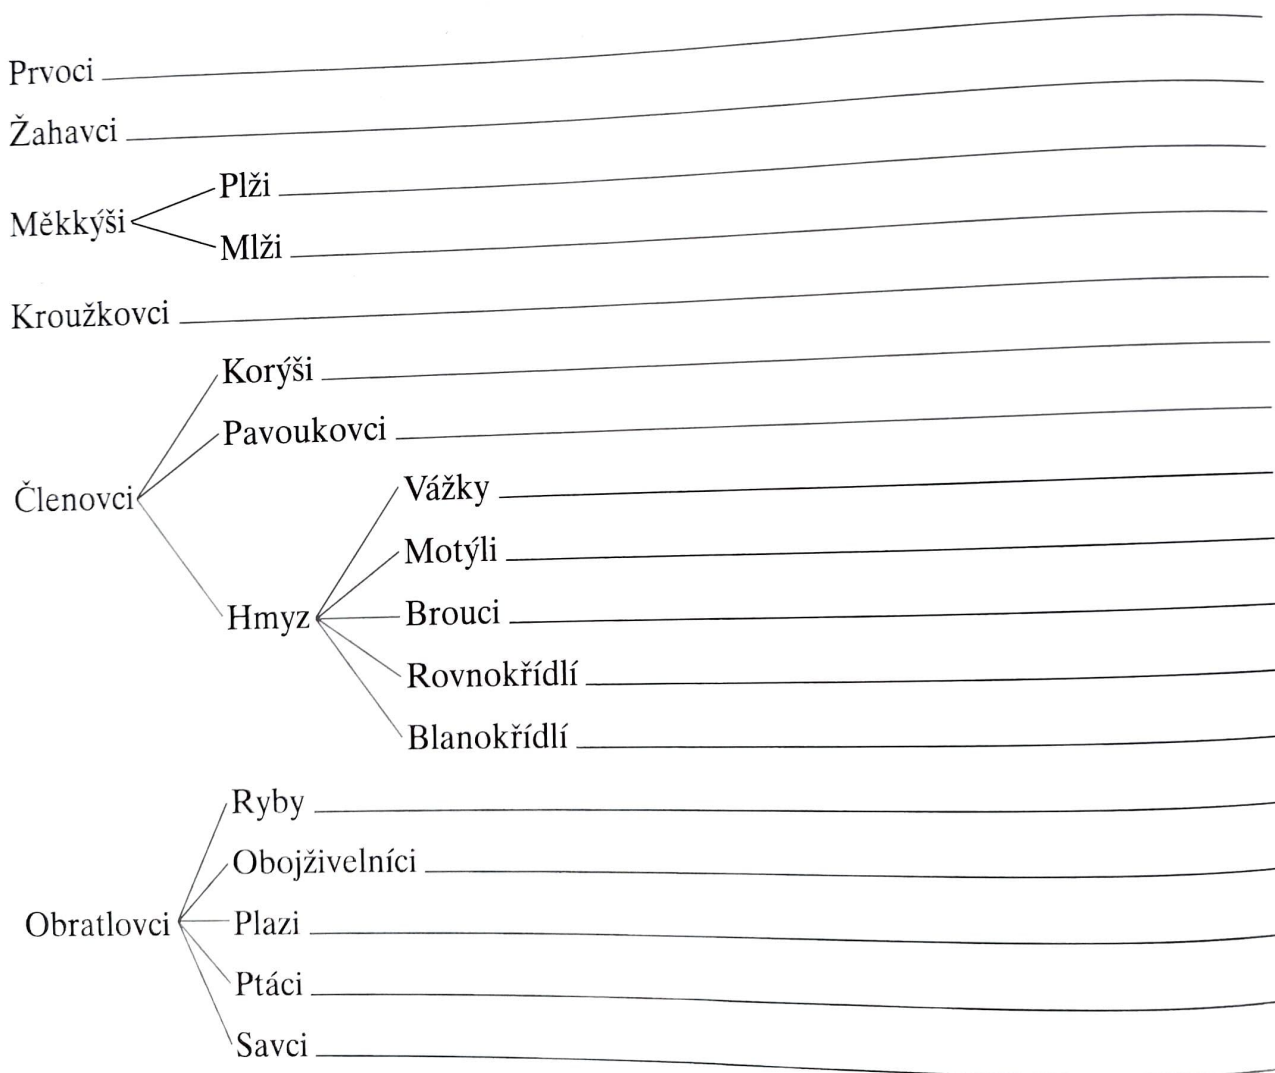 Prvoci
Žahavci
Měkkýši
Plži
Mlži
Kroužkovci
Členovci
Korýši
Pavoukovci
Hmyz
Vážky
Motýli
Brouci
Rovnokřídlí
Blanokřídlí
Obratlovci
Ryby
Obojživelníci
Plazi
Ptáci
Savci